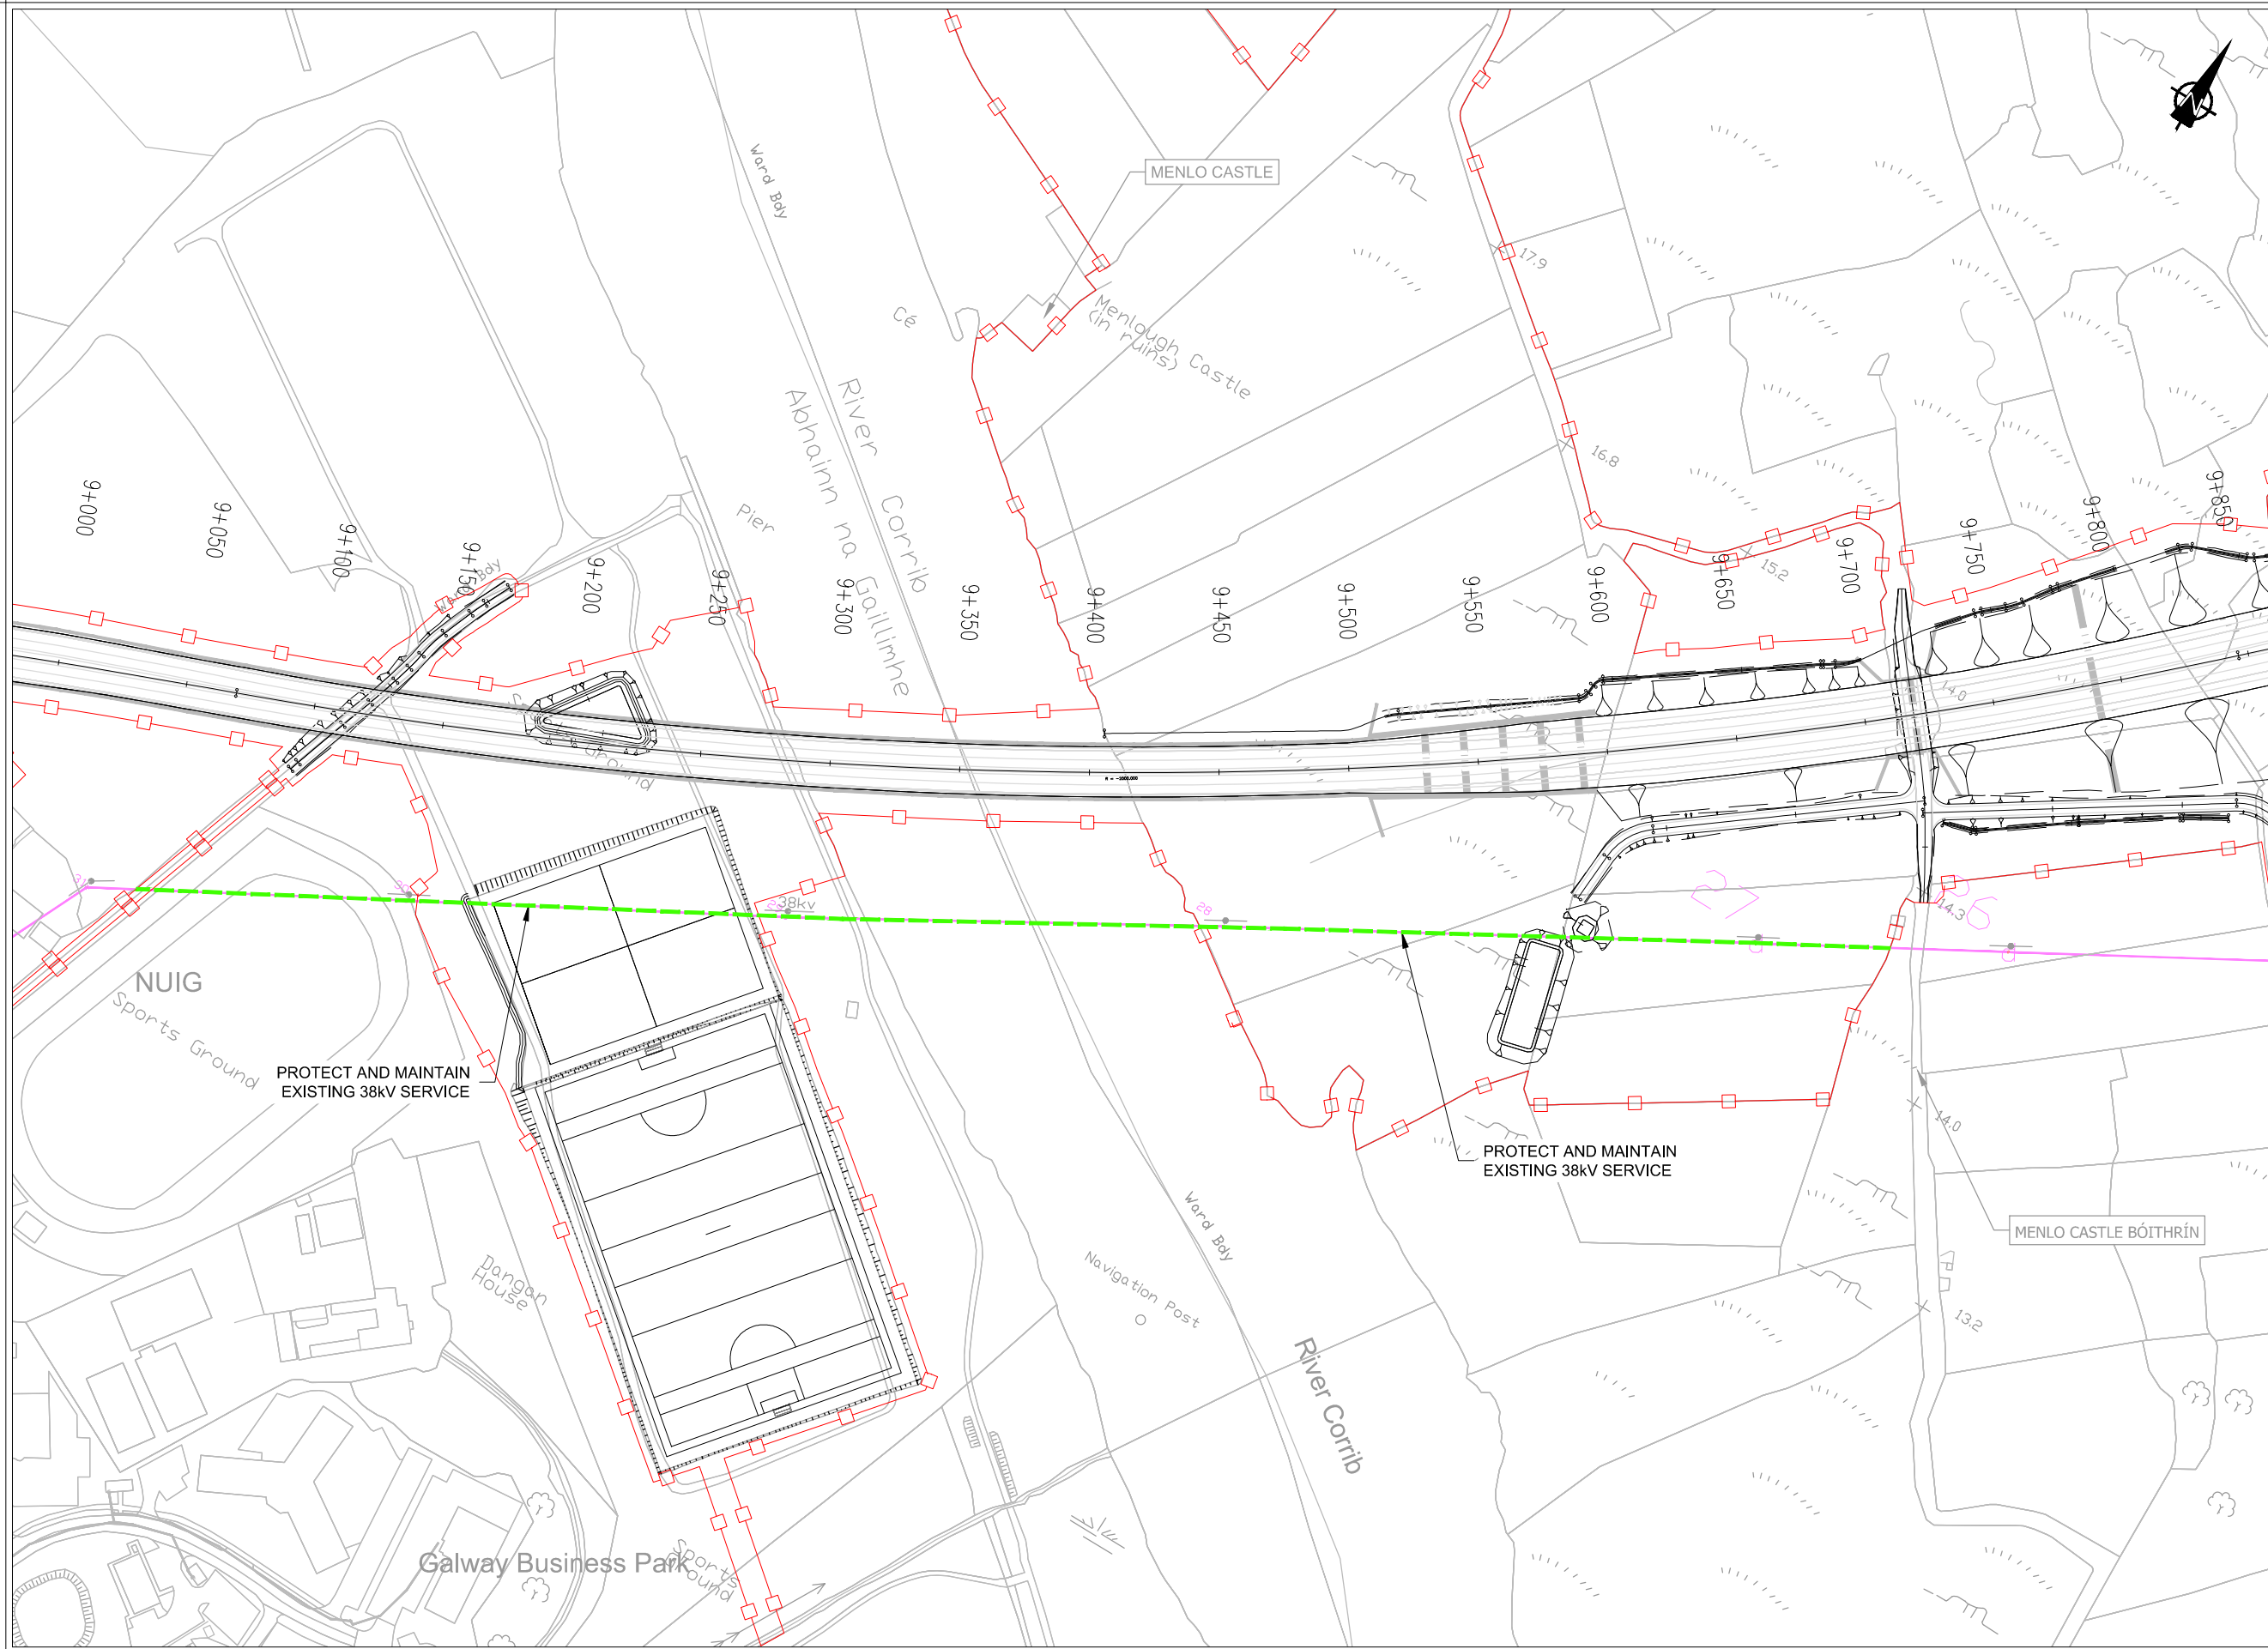 N
MENLO CASTLE
Ward Bdy
Cé
Menlough Castle
(in ruins)
17.9
16.8
15.2
River Corrib
Abhainn na Gaillimhe
Pier
Ward Bdy
9+000
9+050
9+100
9+150
9+200
9+250
9+300
9+350
9+400
9+450
9+500
9+550
9+600
9+650
9+700
9+750
9+800
9+850
14.0
14.3
31
30
38kv
28
NUIG
Sports Ground
PROTECT AND MAINTAIN
EXISTING 38kV SERVICE
PROTECT AND MAINTAIN
EXISTING 38kV SERVICE
14.0
MENLO CASTLE BÓITHRÍN
13.2
Dangan
House
Ward Bdy
Navigation Post
River Corrib
Galway Business Park
Sports
Ground